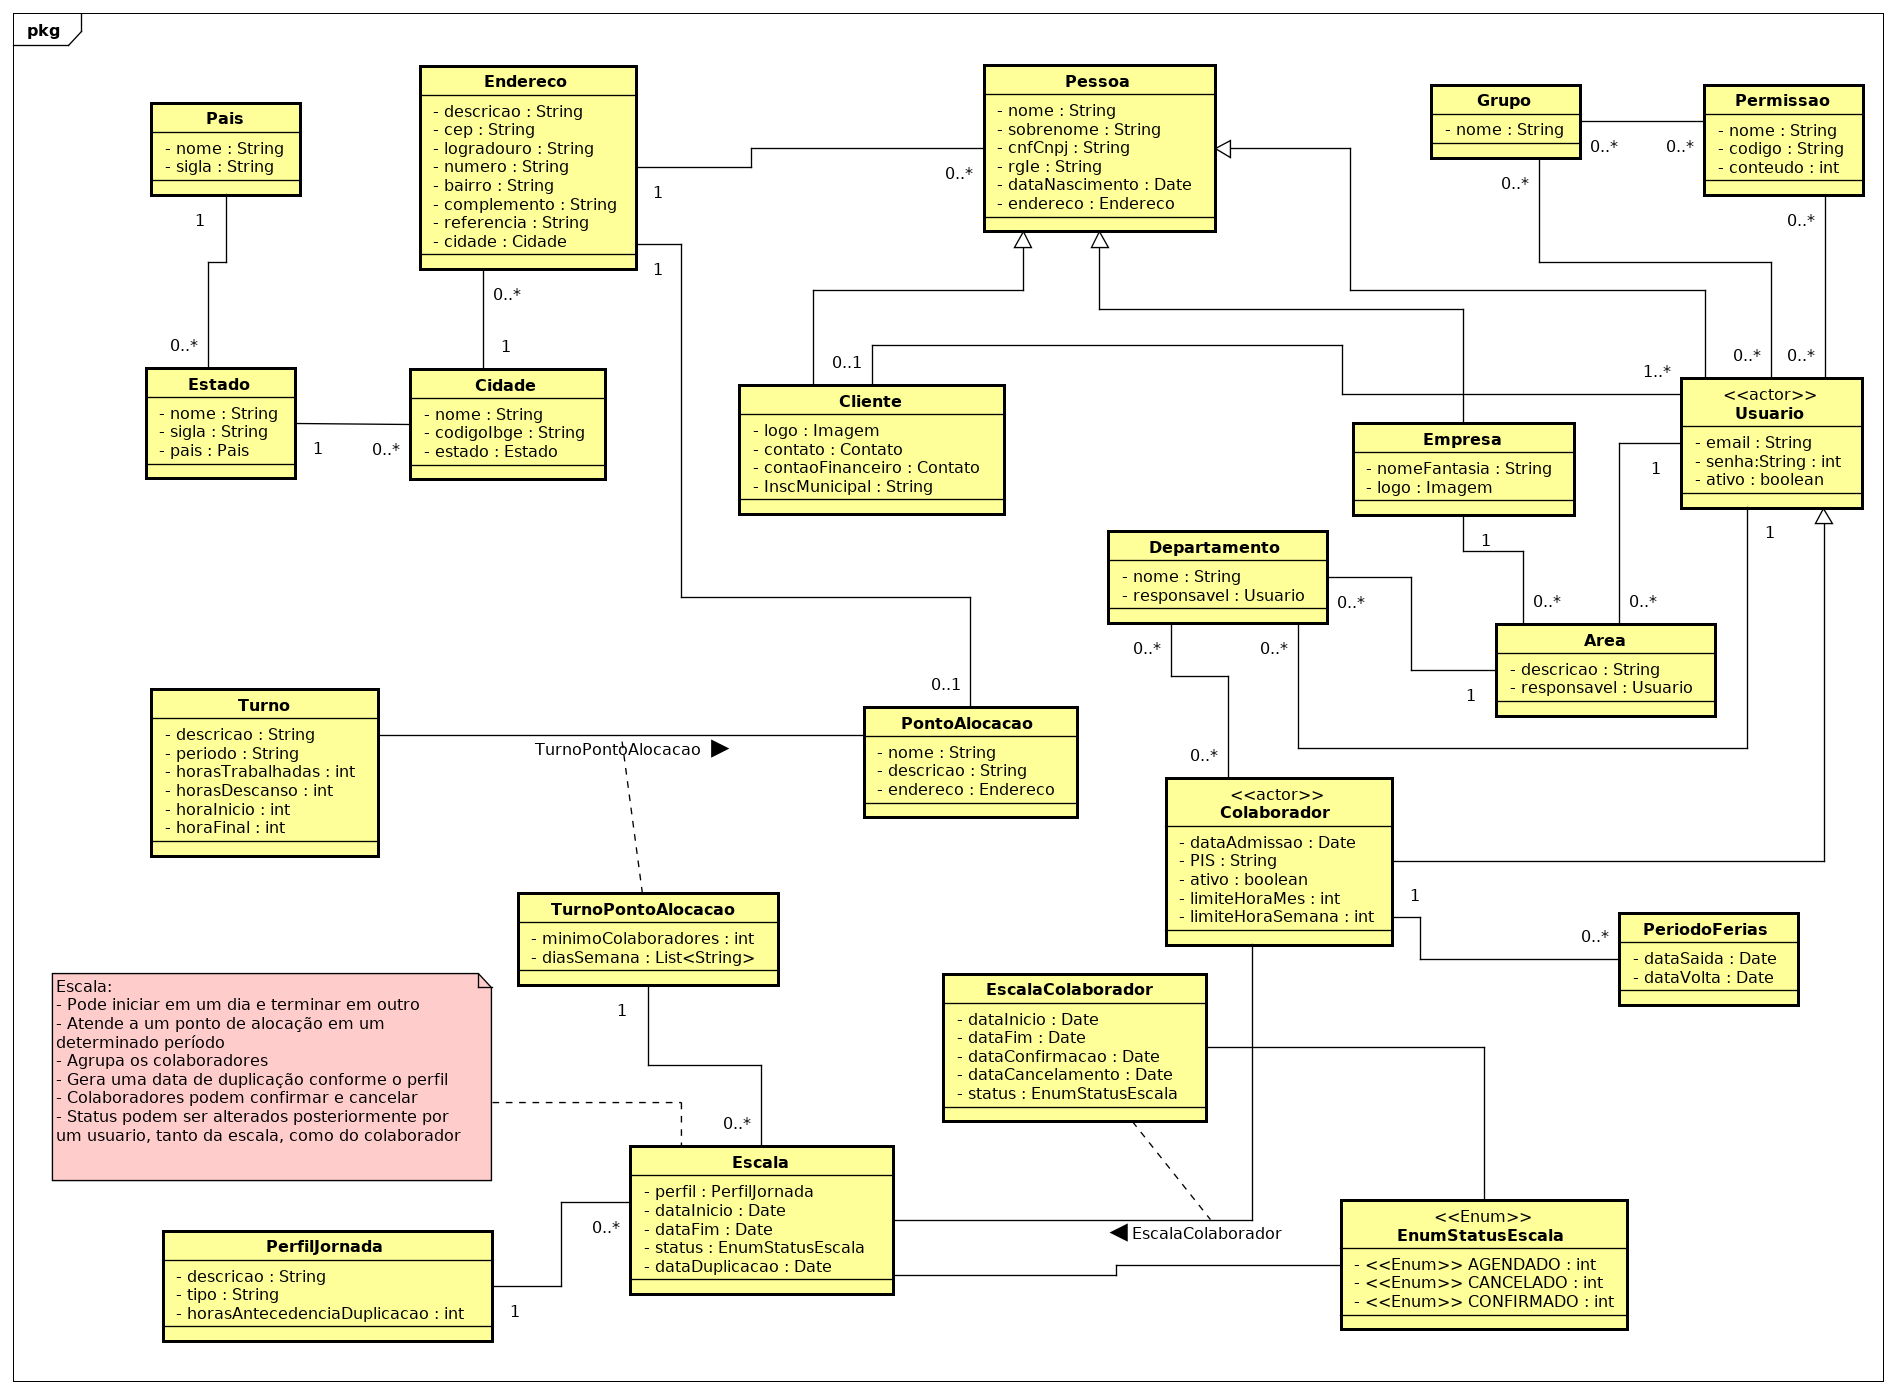 pkg
Pais
- nome : String
- sigla : String
1
0..*
Endereco
- descricao : String
- cep : String
- logradouro : String
- numero : String
- bairro : String
- complemento : String
- referencia : String
- cidade : Cidade
1
1
0..*
1
Pessoa
- nome : String
- sobrenome : String
- cnfCnpj : String
- rgIe : String
- dataNascimento : Date
- endereco : Endereco
0..*
Grupo
- nome : String
0..*
0..*
0..*
Permissao
- nome : String
- codigo : String
- conteudo : int
0..*
0..*
0..*
1..*
Estado
- nome : String
- sigla : String
- pais : Pais
1
0..*
Cidade
- nome : String
- codigoIbge : String
- estado : Estado
0..1
Cliente
- logo : Imagem
- contato : Contato
- contaoFinanceiro : Contato
- InscMunicipal : String
Empresa
- nomeFantasia : String
- logo : Imagem
1
<<actor>>
Usuario
- email : String
- senha:String : int
- ativo : boolean
1
1
Departamento
- nome : String
- responsavel : Usuario
0..*
0..*
0..*
0..*
0..*
1
Area
- descricao : String
- responsavel : Usuario
Turno
- descricao : String
- periodo : String
- horasTrabalhadas : int
- horasDescanso : int
- horaInicio : int
- horaFinal : int
TurnoPontoAlocacao
0..1
PontoAlocacao
- nome : String
- descricao : String
- endereco : Endereco
0..*
<<actor>>
Colaborador
- dataAdmissao : Date
- PIS : String
- ativo : boolean
- limiteHoraMes : int
- limiteHoraSemana : int
1
0..*
PeriodoFerias
- dataSaida : Date
- dataVolta : Date
TurnoPontoAlocacao
- minimoColaboradores : int
- diasSemana : List<String>
1
0..*
EscalaColaborador
- dataInicio : Date
- dataFim : Date
- dataConfirmacao : Date
- dataCancelamento : Date
- status : EnumStatusEscala
Escala:
- Pode iniciar em um dia e terminar em outro
- Atende a um ponto de alocação em um
determinado período
- Agrupa os colaboradores
- Gera uma data de duplicação conforme o perfil
- Colaboradores podem confirmar e cancelar
- Status podem ser alterados posteriormente por
um usuario, tanto da escala, como do colaborador
Escala
- perfil : PerfilJornada
- dataInicio : Date
- dataFim : Date
- status : EnumStatusEscala
- dataDuplicacao : Date
0..*
EscalaColaborador
PerfilJornada
- descricao : String
- tipo : String
- horasAntecedenciaDuplicacao : int
1
<<Enum>>
EnumStatusEscala
- <<Enum>> AGENDADO : int
- <<Enum>> CANCELADO : int
- <<Enum>> CONFIRMADO : int